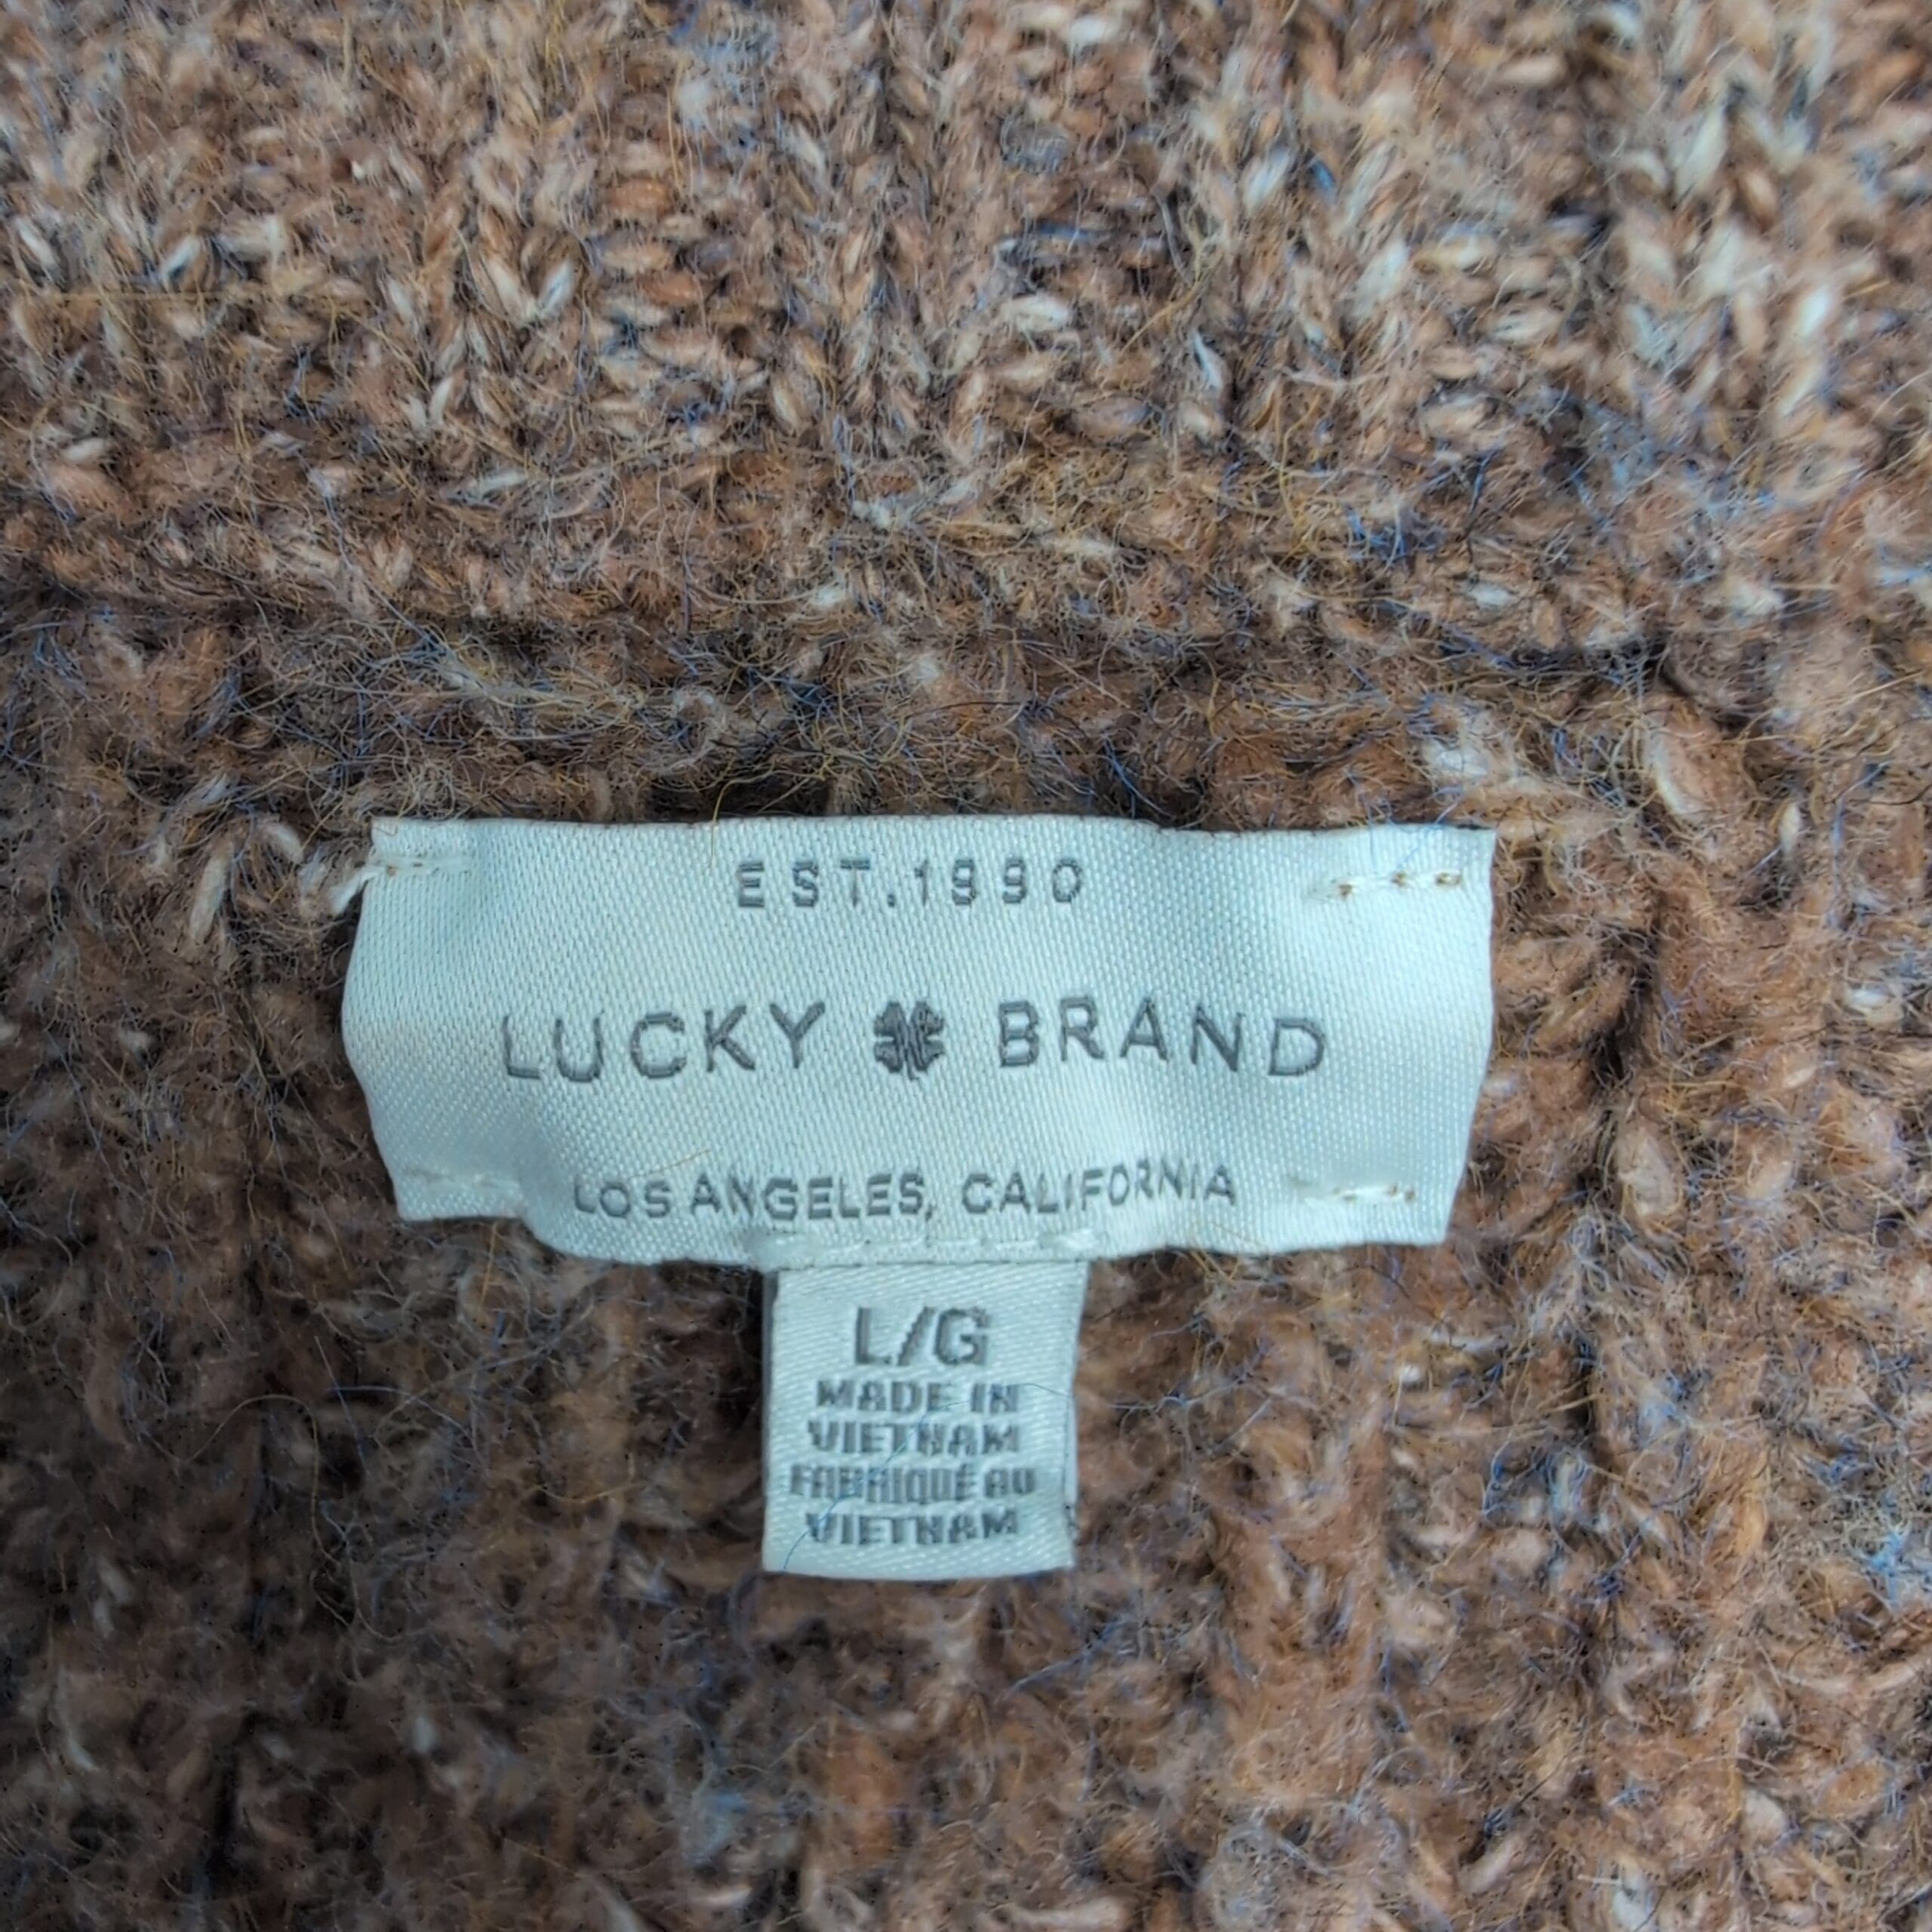 EST.1990
LUCKY BRAND
LOS ANGELES, CALIFORNIA
L/G
MADE IN
VIETNAM
FABRIQUÉ AU
VIETNAM